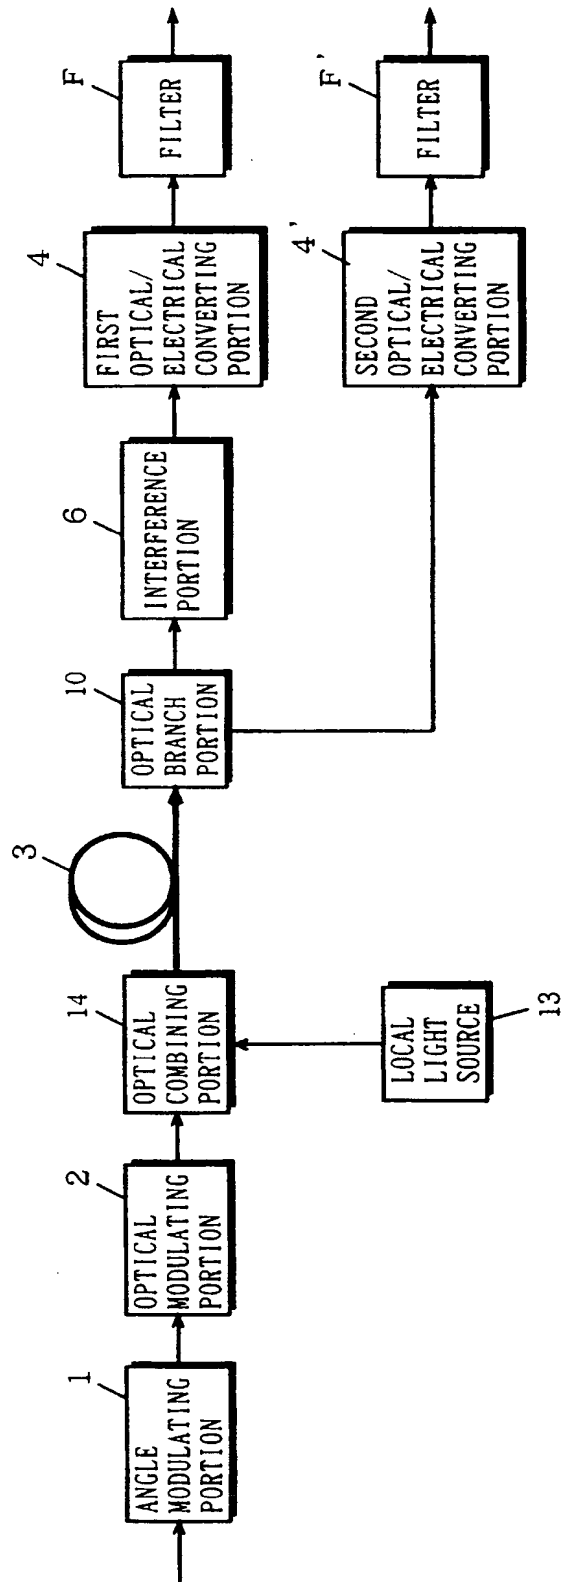 1
ANGLE
MODULATING
PORTION
2
OPTICAL
MODULATING
PORTION
14
OPTICAL
COMBINING
PORTION
LOCAL
LIGHT
SOURCE
13
3
10
OPTICAL
BRANCH
PORTION
6
INTERFERENCE
PORTION
4
FIRST
OPTICAL/
ELECTRICAL
CONVERTING
PORTION
F
FILTER
4'
SECOND
OPTICAL/
ELECTRICAL
CONVERTING
PORTION
F'
FILTER